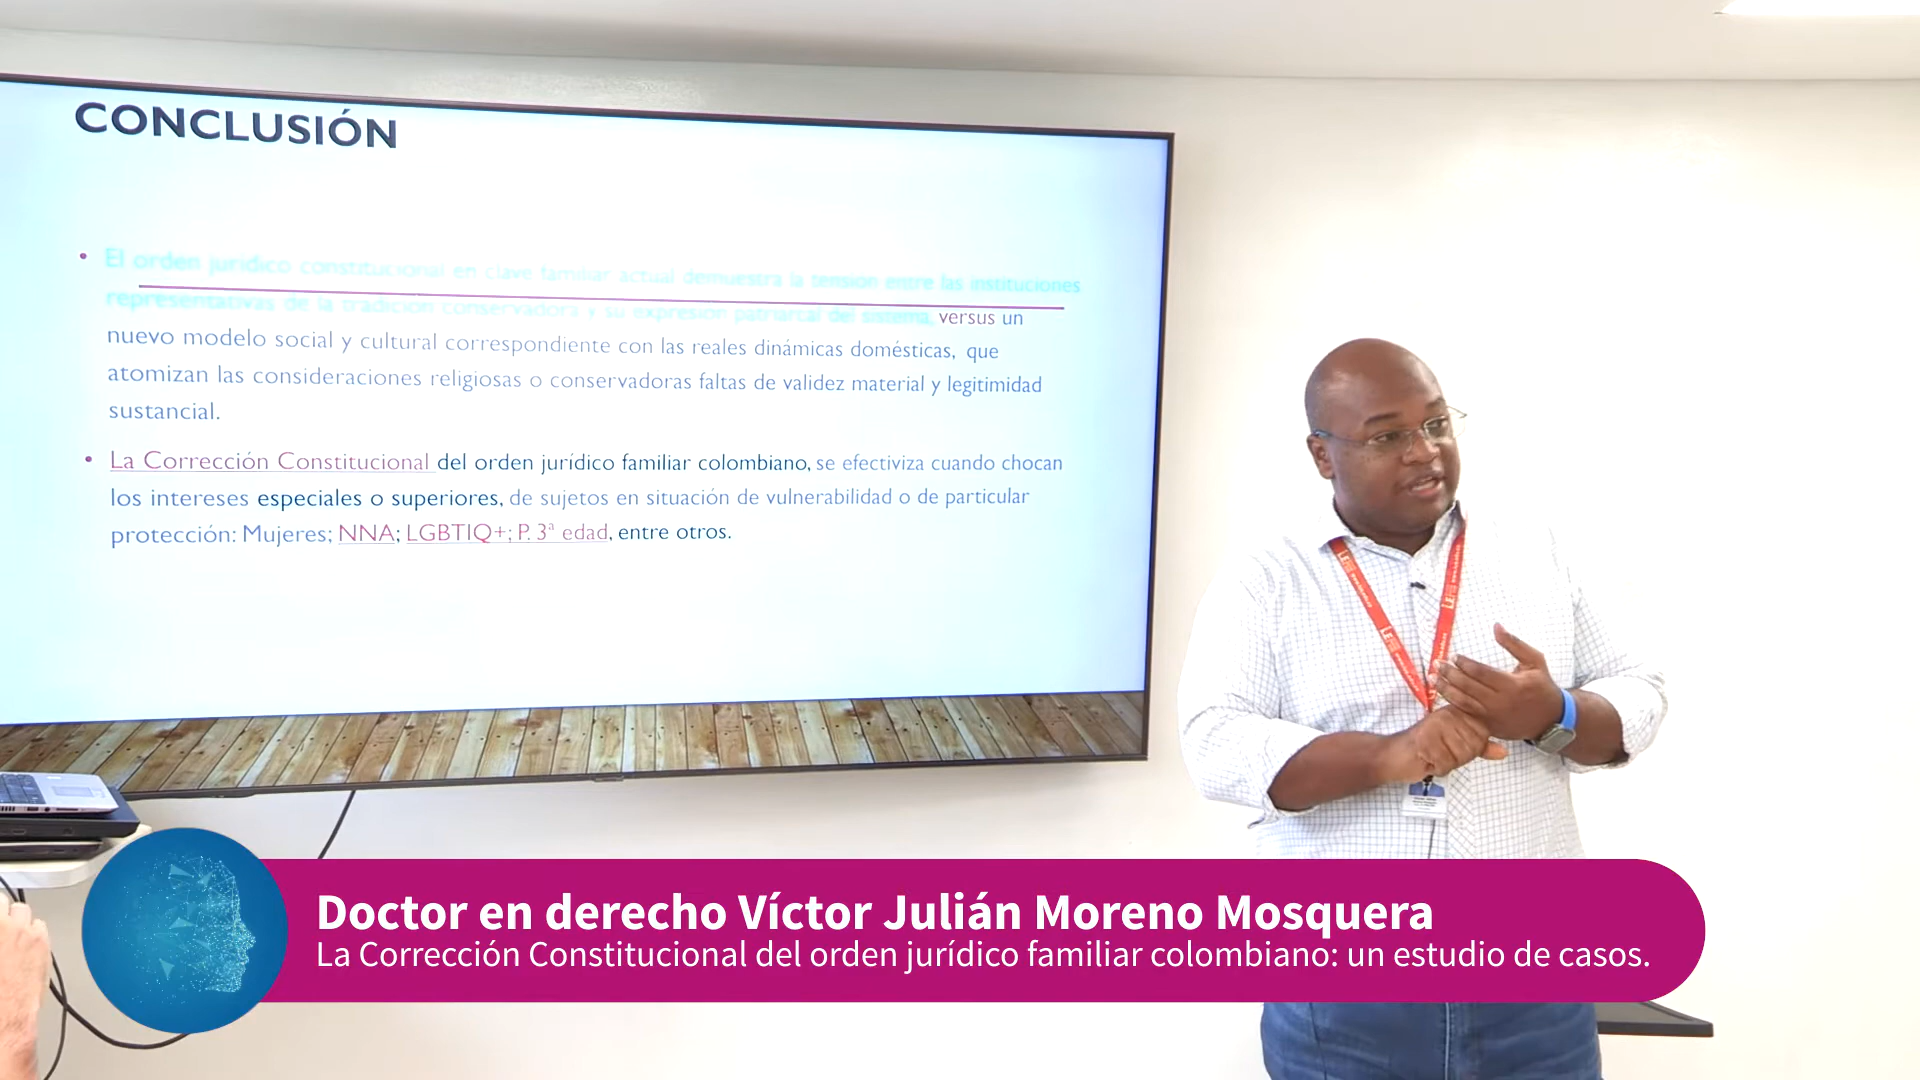 CONCLUSIÓN
• El orden jurídico constitucional en clave familiar actual demuestra la tensión entre las instituciones
representativas de la tradición conservadora y su expresión patriarcal del sistema, versus un
nuevo modelo social y cultural correspondiente con las reales dinámicas domésticas, que
atomizan las consideraciones religiosas o conservadoras faltas de validez material y legitimidad
sustancial.
• La Corrección Constitucional del orden jurídico familiar colombiano, se efectiviza cuando chocan
los intereses especiales o superiores, de sujetos en situación de vulnerabilidad o de particular
protección: Mujeres; NNA; LGBTIQ+; P. 3ª edad, entre otros.
Doctor en derecho Víctor Julián Moreno Mosquera
La Corrección Constitucional del orden jurídico familiar colombiano: un estudio de casos.